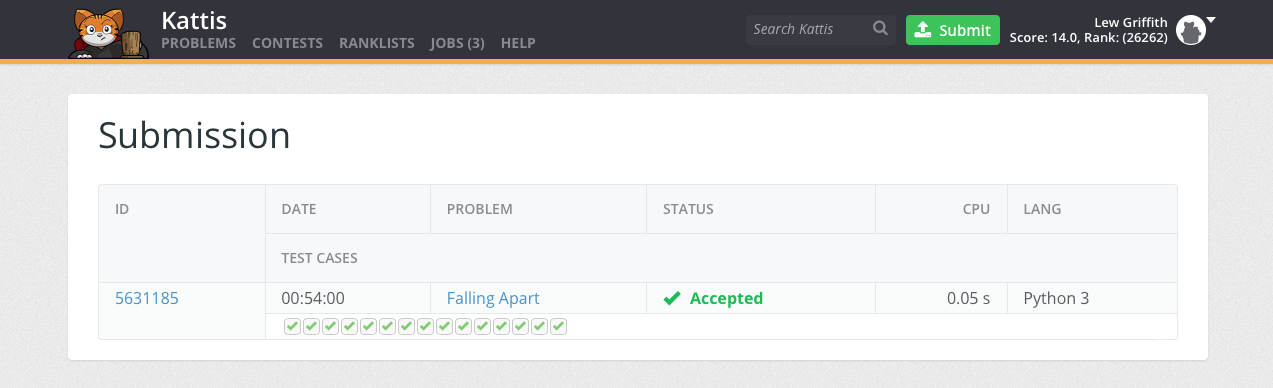 Kattis
PROBLEMS CONTESTS RANKLISTS JOBS (3) HELP
Search Kattis
Submit
Lew Griffith
Score: 14.0, Rank: (26262)
Submission
ID DATE PROBLEM STATUS CPU LANG
TEST CASES
5631185 00:54:00 Falling Apart Accepted 0.05 s Python 3